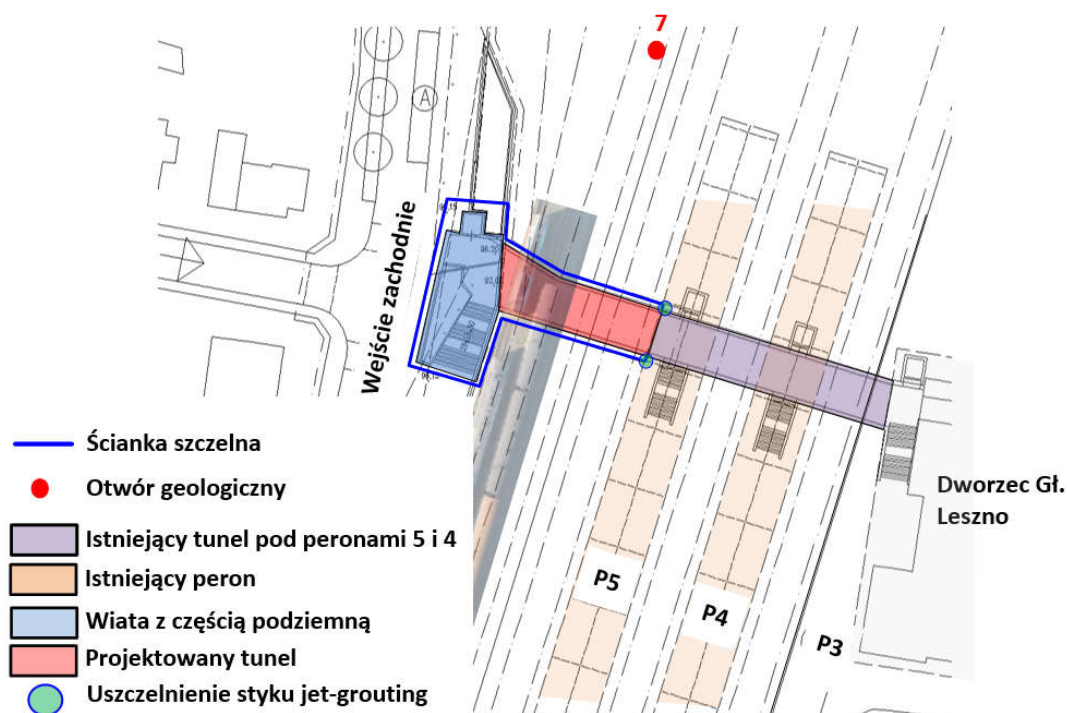 7
A
Wejście zachodnie
Ścianka szczelna
Otwór geologiczny
Istniejący tunel pod peronami 5 i 4
Istniejący peron
Wiata z częścią podziemną
Projektowany tunel
Uszczelnienie styku jet-grouting
P5
P4
P3
Dworzec Gł.
Leszno